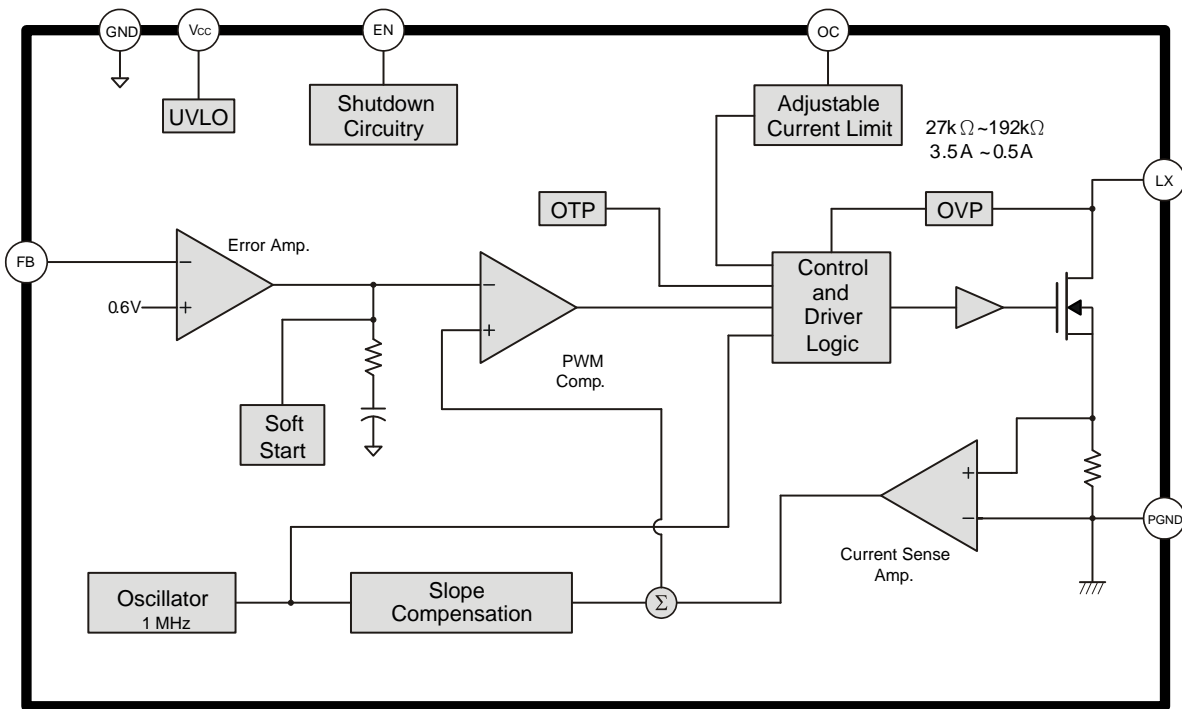 GND
Vcc
EN
OC
UVLO
Shutdown
Circuitry
Adjustable
Current Limit
27kΩ~192kΩ
3.5A ~0.5A
LX
OTP
OVP
FB
Error Amp.
−
0.6V
+
−
+
PWM
Comp.
Control
and
Driver
Logic
Soft
Start
+
−
PGND
Current Sense
Amp.
Oscillator
1 MHz
Slope
Compensation
Σ